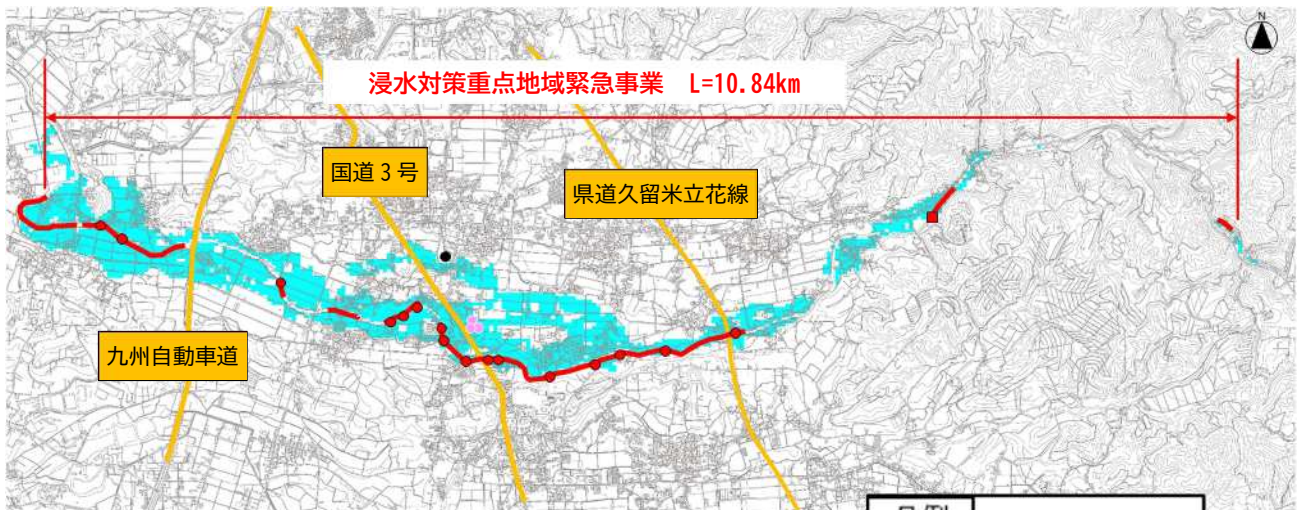 N
浸水対策重点地域緊急事業 L=10.84km
国道3号
県道久留米立花線
九州自動車道
凡例